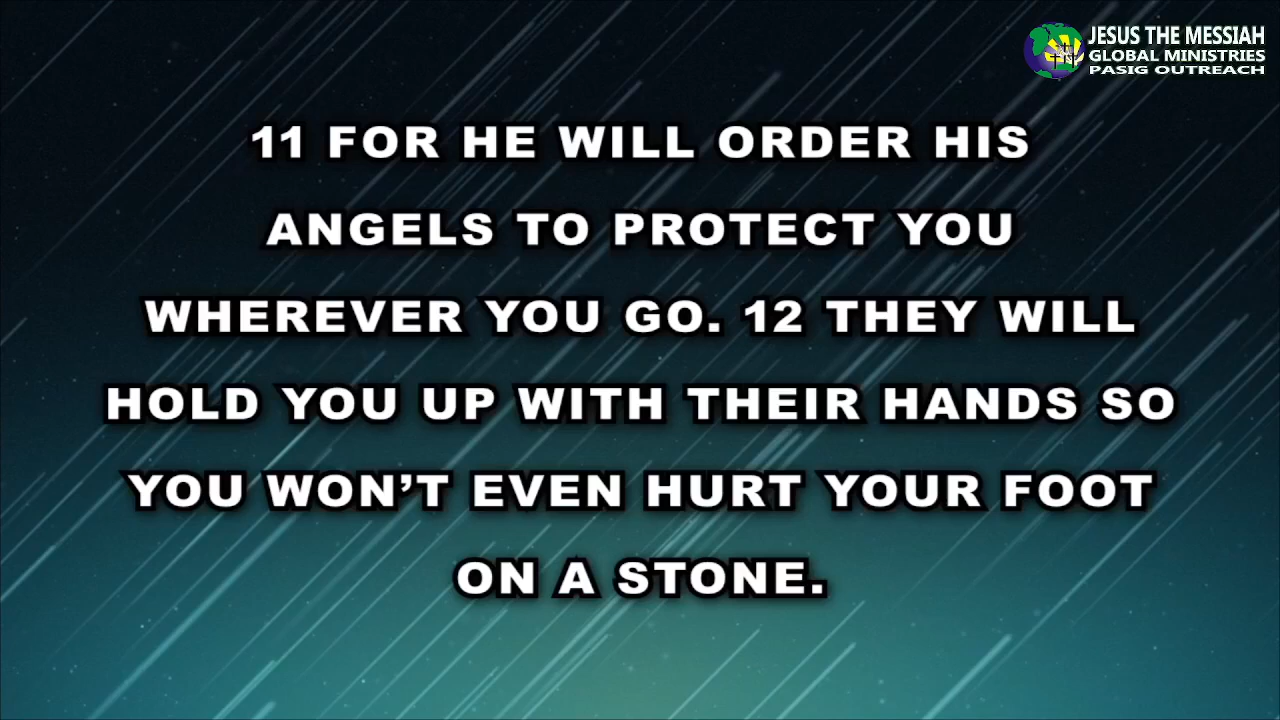 JESUS THE MESSIAH
GLOBAL MINISTRIES
PASIG OUTREACH
11 FOR HE WILL ORDER HIS
ANGELS TO PROTECT YOU
WHEREVER YOU GO. 12 THEY WILL
HOLD YOU UP WITH THEIR HANDS SO
YOU WON’T EVEN HURT YOUR FOOT
ON A STONE.